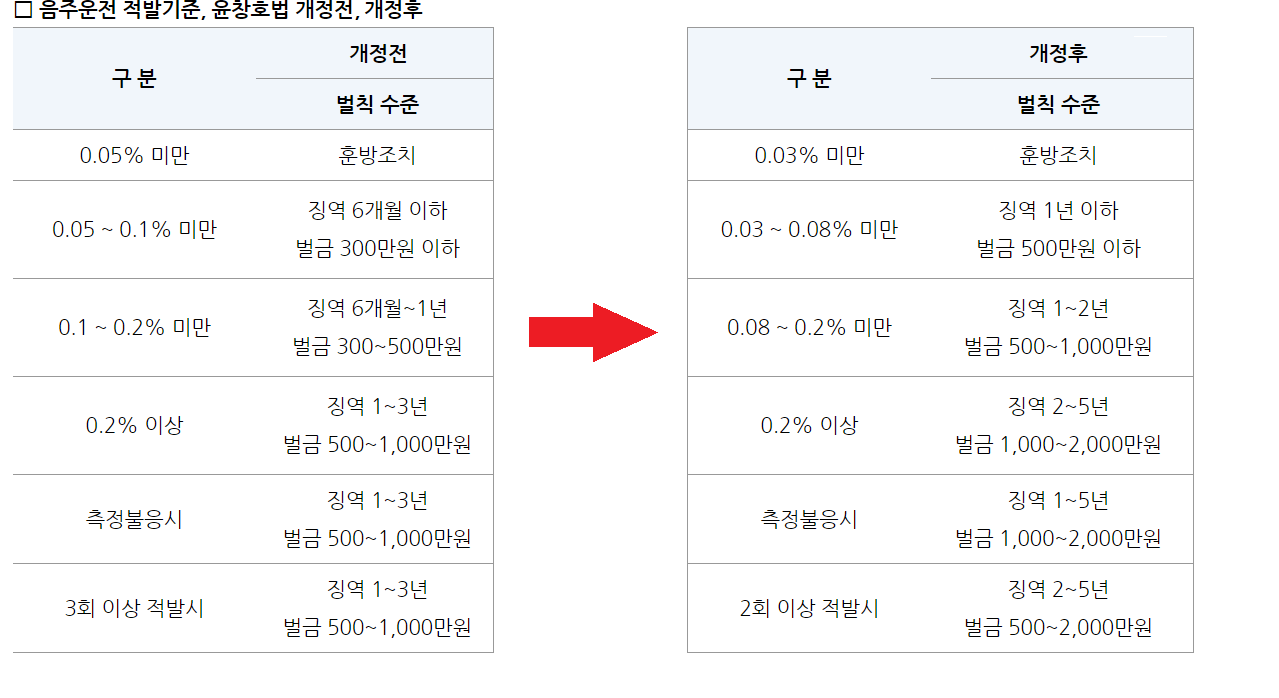 □ 음주운전 적발기준, 윤창호법 개정전, 개정후
구 분
개정전
벌칙 수준
0.05% 미만
훈방조치
0.05 ~ 0.1% 미만
징역 6개월 이하
벌금 300만원 이하
0.1 ~ 0.2% 미만
징역 6개월~1년
벌금 300~500만원
0.2% 이상
징역 1~3년
벌금 500~1,000만원
측정불응시
징역 1~3년
벌금 500~1,000만원
3회 이상 적발시
징역 1~3년
벌금 500~1,000만원
구 분
개정후
벌칙 수준
0.03% 미만
훈방조치
0.03 ~ 0.08% 미만
징역 1년 이하
벌금 500만원 이하
0.08 ~ 0.2% 미만
징역 1~2년
벌금 500~1,000만원
0.2% 이상
징역 2~5년
벌금 1,000~2,000만원
측정불응시
징역 1~5년
벌금 1,000~2,000만원
2회 이상 적발시
징역 2~5년
벌금 500~2,000만원